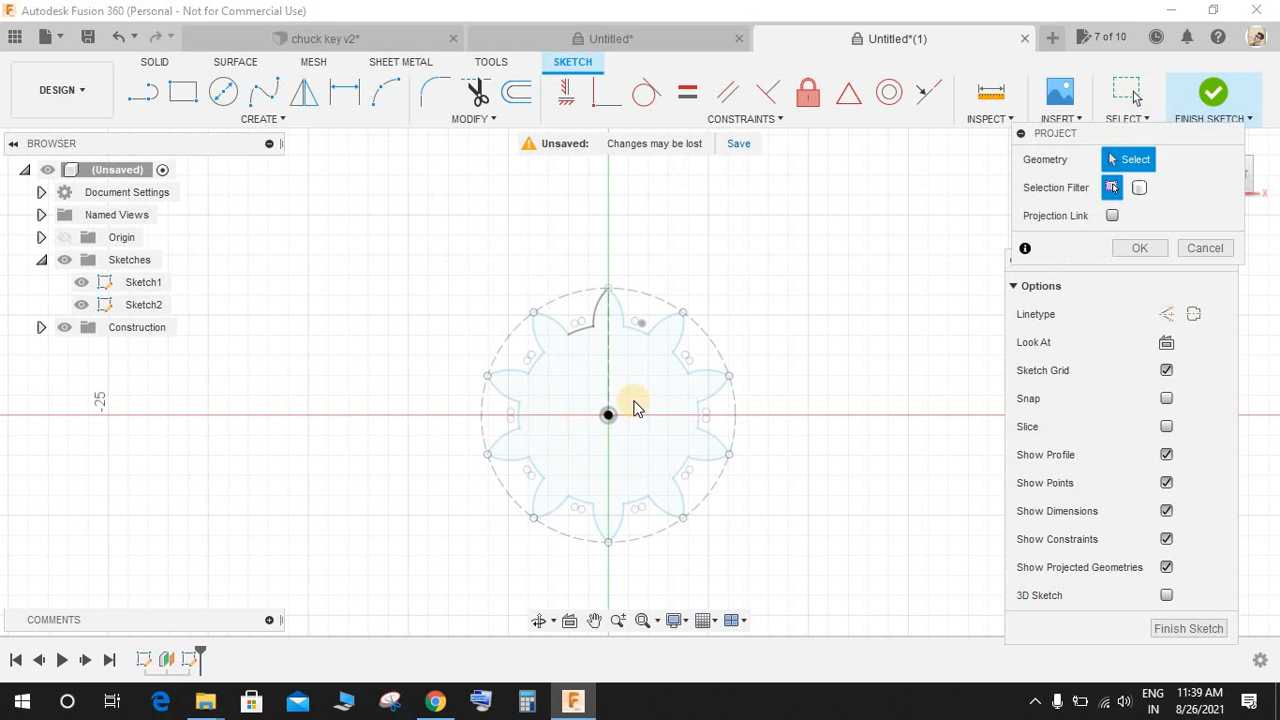 Autodesk Fusion 360 (Personal - Not for Commercial Use)
chuck key v2*
Untitled*
Untitled*(1)
7 of 10
SOLID
SURFACE
MESH
SHEET METAL
TOOLS
SKETCH
DESIGN
CREATE
MODIFY
CONSTRAINTS
INSPECT
INSERT
SELECT
FINISH SKETCH
BROWSER
Unsaved: Changes may be lost Save
PROJECT
Geometry Select
Selection Filter
Projection Link
OK Cancel
(Unsaved)
Document Settings
Named Views
Origin
Sketches
Sketch1
Sketch2
Construction
-25
X
Options
Linetype
Look At
Sketch Grid
Snap
Slice
Show Profile
Show Points
Show Dimensions
Show Constraints
Show Projected Geometries
3D Sketch
Finish Sketch
COMMENTS
ENG
IN
11:39 AM
8/26/2021